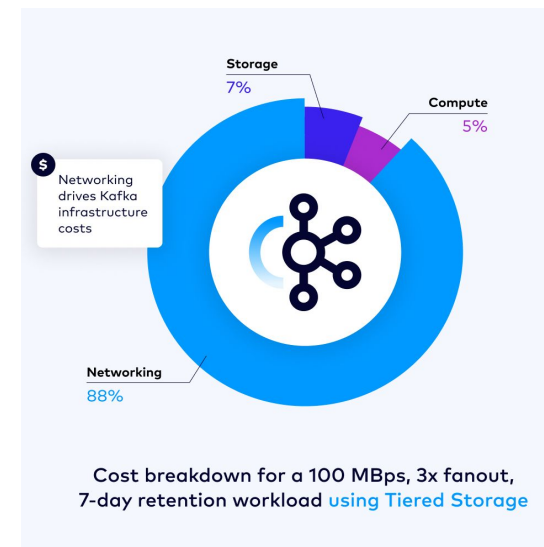 Storage
7%
Compute
5%
$
Networking
drives Kafka
infrastructure
costs
Networking
88%
Cost breakdown for a 100 MBps, 3x fanout,
7-day retention workload using Tiered Storage